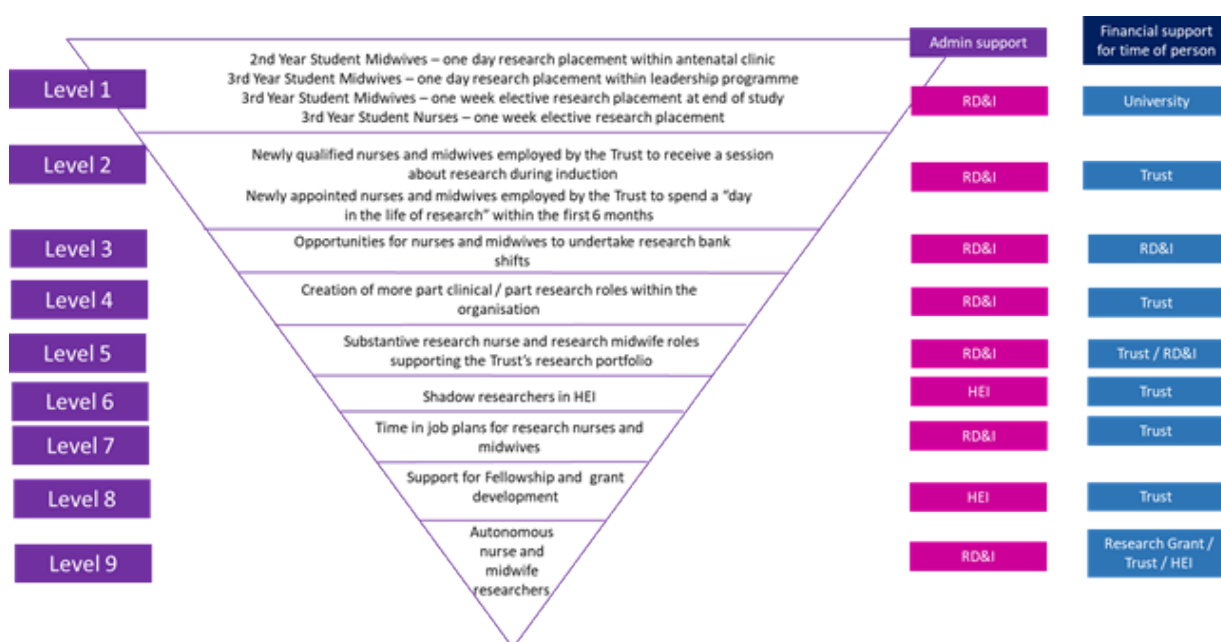 Admin support
Financial support
for time of person
Level 1
2nd Year Student Midwives – one day research placement within antenatal clinic
3rd Year Student Midwives – one day research placement within leadership programme
3rd Year Student Midwives – one week elective research placement at end of study
3rd Year Student Nurses – one week elective research placement
RD&I
University
Level 2
Newly qualified nurses and midwives employed by the Trust to receive a session
about research during induction
Newly appointed nurses and midwives employed by the Trust to spend a "day
in the life of research" within the first 6 months
RD&I
Trust
Level 3
Opportunities for nurses and midwives to undertake research bank
shifts
RD&I
RD&I
Level 4
Creation of more part clinical / part research roles within the
organisation
RD&I
Trust
Level 5
Substantive research nurse and research midwife roles
supporting the Trust's research portfolio
RD&I
Trust / RD&I
Level 6
Shadow researchers in HEI
HEI
Trust
Level 7
Time in job plans for research nurses and
midwives
RD&I
Trust
Level 8
Support for Fellowship and grant
development
HEI
Trust
Level 9
Autonomous
nurse and
midwife
researchers
RD&I
Research Grant /
Trust / HEI